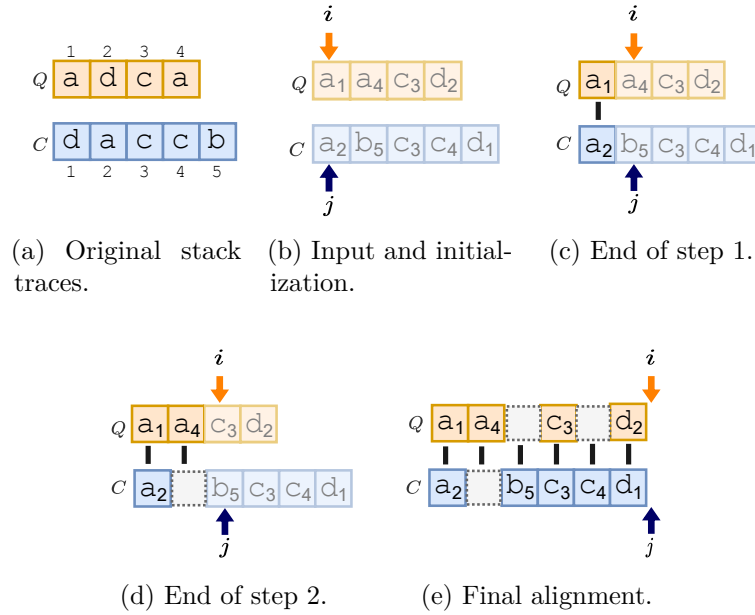 1 2 3 4
Q a d c a
C d a c c b
1 2 3 4 5
(a) Original stack
traces.
i
Q a₁ a₄ c₃ d₂
C a₂ b₅ c₃ c₄ d₁
j
(b) Input and initial-
ization.
i
Q a₁ a₄ c₃ d₂
C a₂ b₅ c₃ c₄ d₁
j
(c) End of step 1.
i
Q a₁ a₄ c₃ d₂
C a₂ b₅ c₃ c₄ d₁
j
(d) End of step 2.
i
Q a₁ a₄ c₃ d₂
C a₂ b₅ c₃ c₄ d₁
j
(e) Final alignment.